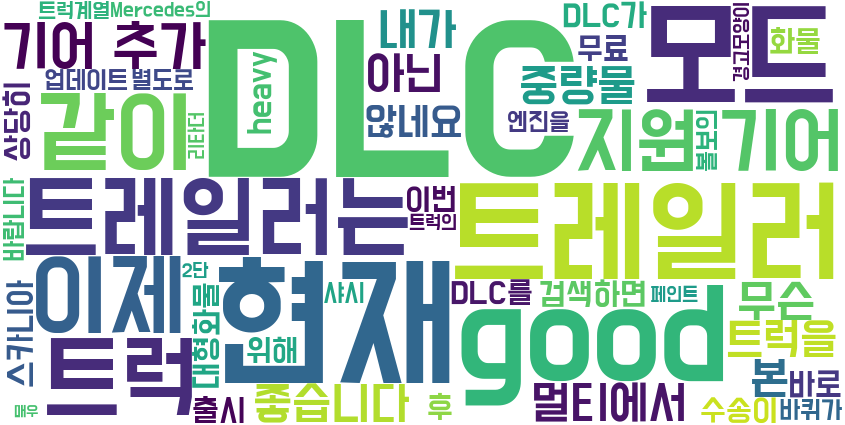 트럭계열Mercedes의
기어 추가
DLC
heavy
내가
DLC가
무료
모드
경고모양이
화물
업데이트 별도로
아닌
중량물
상당히
같이
리타더
않네요
엔진을
지원
볼보의
기어
바랍니다
트레일러는
이번
트럭의
트레일러
이제
2단
현재
샤시
DLC를
검색하면
페인트
무슨
스카니아
대형화물
위해
good
트럭을
트럭
본
바로
매우
출시
좋습니다
후
멀티에서
수송이
바퀴가